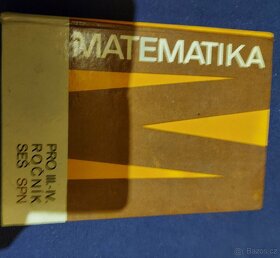 MATEMATIKA
PRO III.-IV.
ROČNÍK
SEŠ SPN
Bazos.cz